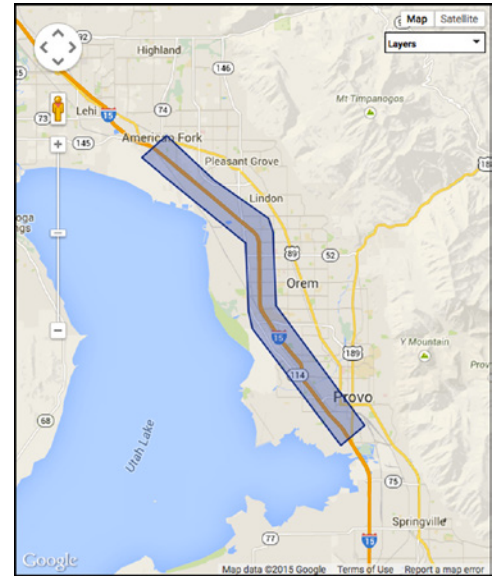 92
Map
Satellite
Layers
Highland
146
Mt Timpanogos
74
73
Lehi
15
American Fork
145
Pleasant Grove
Lindon
89
52
Orem
15
Y Mountain
189
114
Provo
68
Utah Lake
75
Springville
77
15
Google
Map data ©2015 Google
Terms of Use
Report a map error